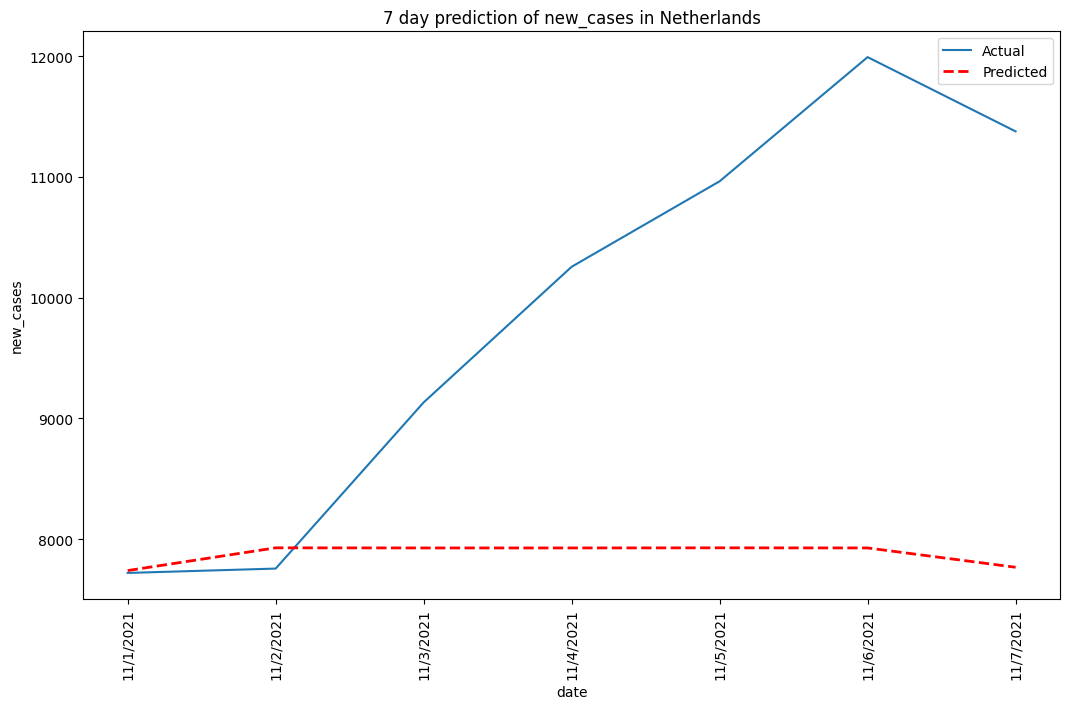 7 day prediction of new_cases in Netherlands
Actual
Predicted
12000
11000
10000
9000
8000
new_cases
11/1/2021
11/2/2021
11/3/2021
11/4/2021
11/5/2021
11/6/2021
11/7/2021
date